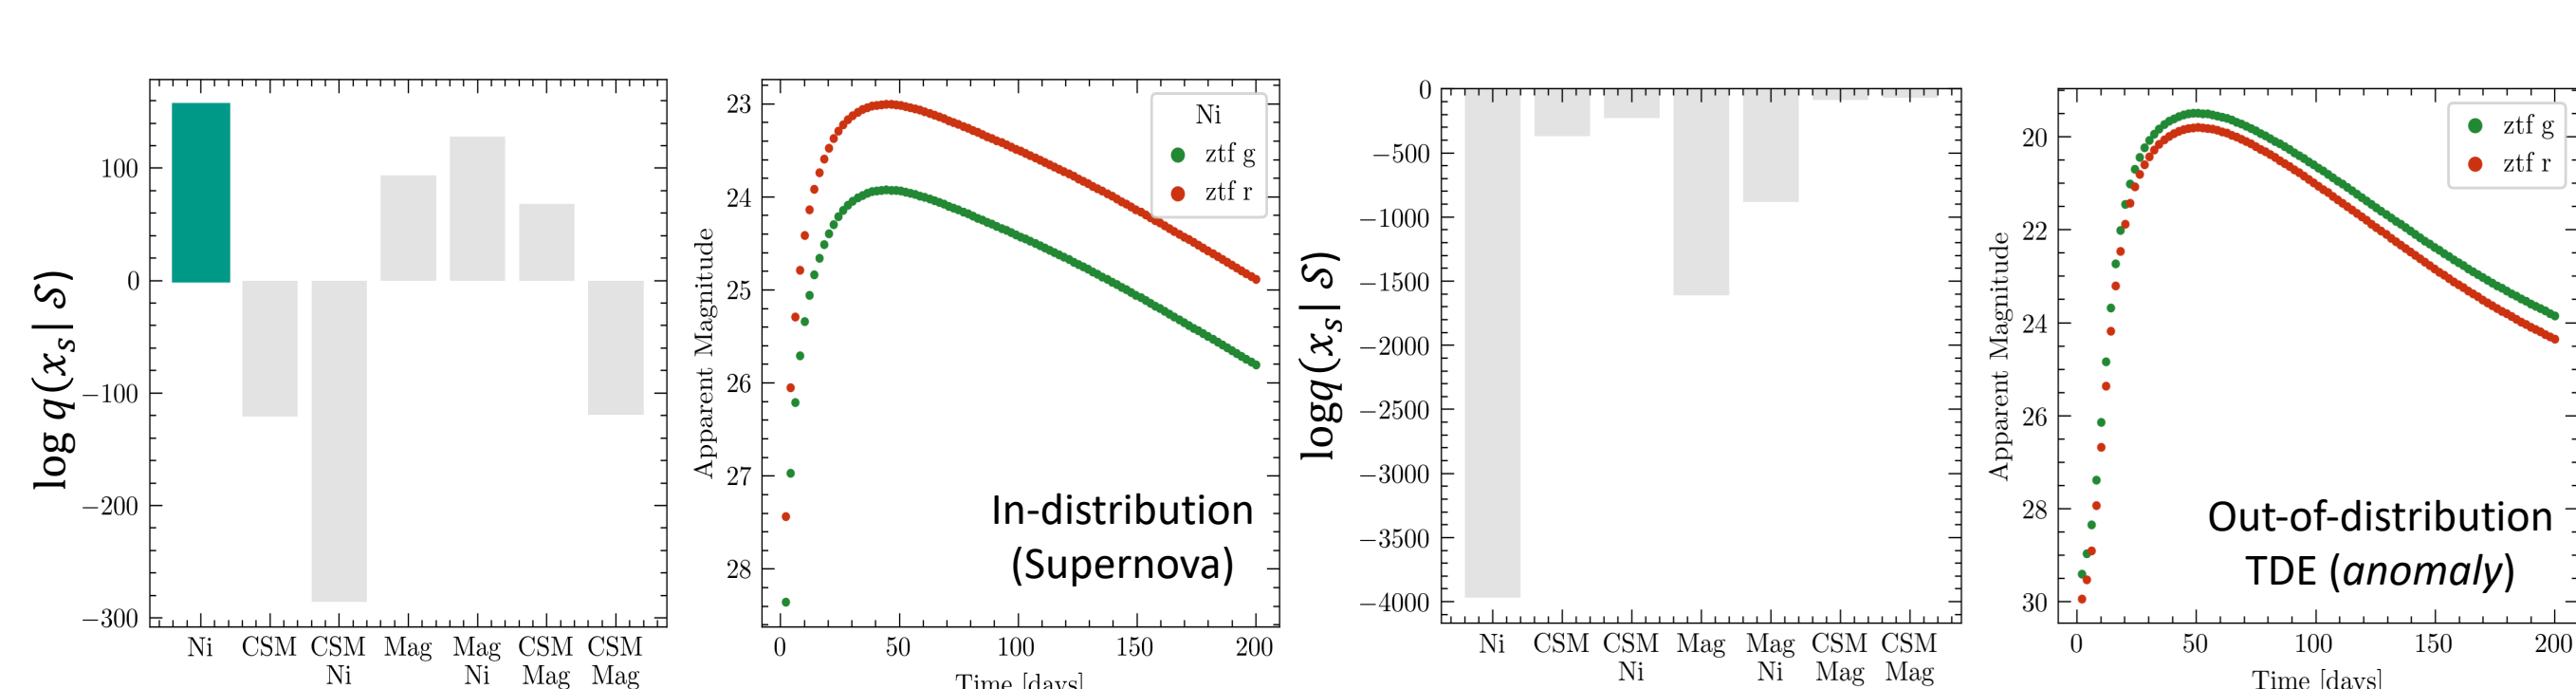 log q(x_s | S)
100
0
−100
−200
−300
Ni
CSM
CSM
Ni
Mag
Mag
Ni
CSM
Mag
CSM
Mag
Apparent Magnitude
23
24
25
26
27
28
0
50
100
150
200
Time [days]
Ni
ztf g
ztf r
In-distribution
(Supernova)
logq(x_s | S)
0
−500
−1000
−1500
−2000
−2500
−3000
−3500
−4000
Ni
CSM
CSM
Ni
Mag
Mag
Ni
CSM
Mag
CSM
Mag
Apparent Magnitude
20
22
24
26
28
30
0
50
100
150
200
Time [days]
ztf g
ztf r
Out-of-distribution
TDE (anomaly)